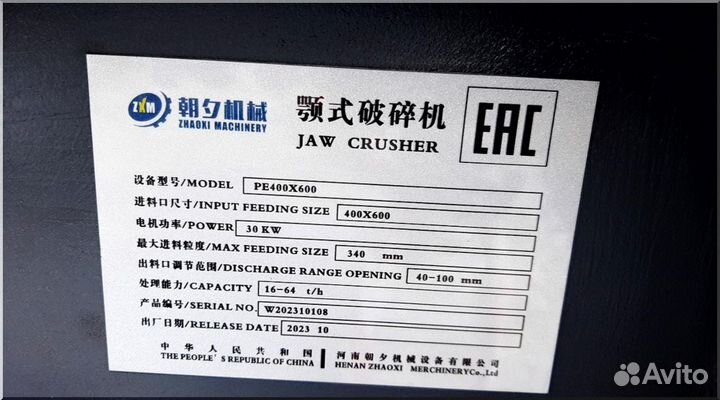 ZXM 朝夕机械
ZHAOXI MACHINERY
颚式破碎机
JAW CRUSHER
EAC
设备型号/MODEL PE400X600
进料口尺寸/INPUT FEEDING SIZE 400X600
电机功率/POWER 30 KW
最大进料粒度/MAX FEEDING SIZE 340 mm
出料口调节范围/DISCHARGE RANGE OPENING 40-100 mm
处理能力/CAPACITY 16-64 t/h
产品编号/SERIAL NO. W202310108
出厂日期/RELEASE DATE 2023 10
中华人民共和国
THE PEOPLE'S REPUBLIC OF CHINA
河南朝夕机械设备有限公司
HENAN ZHAOXI MERCHINERYCo.,Ltd
Avito